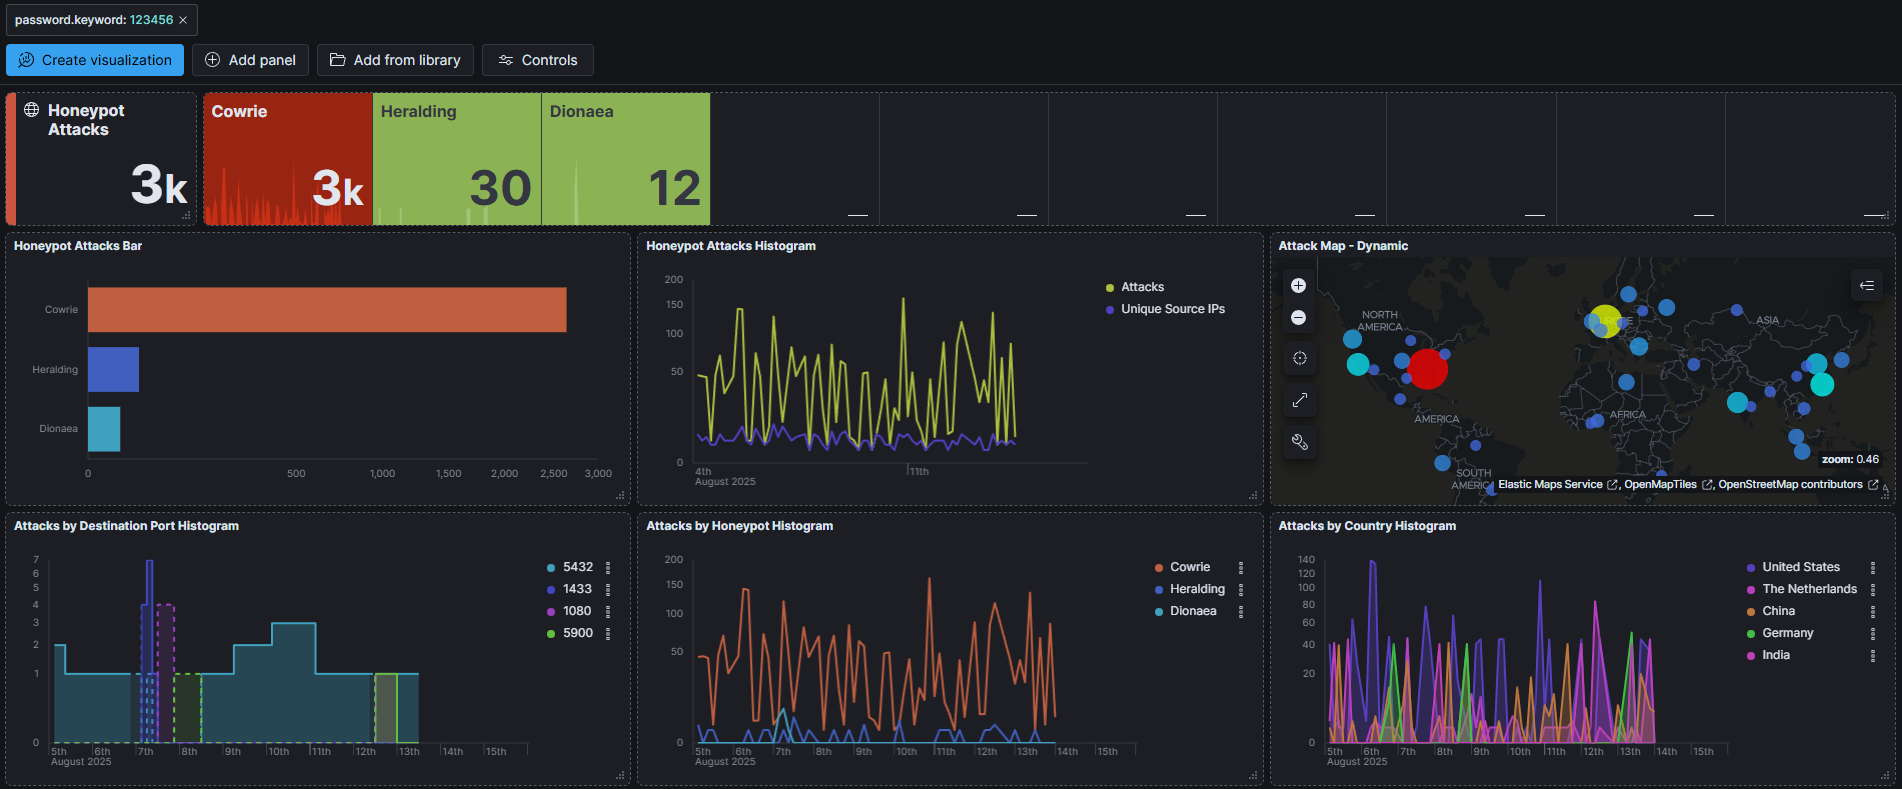 password.keyword: 123456 ×
Create visualization
Add panel
Add from library
Controls
Honeypot
Attacks
3k
Cowrie
3k
Heralding
30
Dionaea
12
Honeypot Attacks Bar
Cowrie
Heralding
Dionaea
0 500 1,000 1,500 2,000 2,500 3,000
Honeypot Attacks Histogram
200
150
100
50
0
4th 11th
August 2025
Attacks
Unique Source IPs
Attack Map - Dynamic
NORTH
AMERICA
ASIA
AMERICA
AFRICA
SOUTH
AMERICA
zoom: 0.46
Elastic Maps Service , OpenMapTiles , OpenStreetMap contributors
Attacks by Destination Port Histogram
7
6
5
4
3
2
1
0
5th 6th 7th 8th 9th 10th 11th 12th 13th 14th 15th
August 2025
5432
1433
1080
5900
Attacks by Honeypot Histogram
200
150
100
50
0
5th 6th 7th 8th 9th 10th 11th 12th 13th 14th 15th
August 2025
Cowrie
Heralding
Dionaea
Attacks by Country Histogram
140
120
100
80
60
40
20
0
5th 6th 7th 8th 9th 10th 11th 12th 13th 14th 15th
August 2025
United States
The Netherlands
China
Germany
India